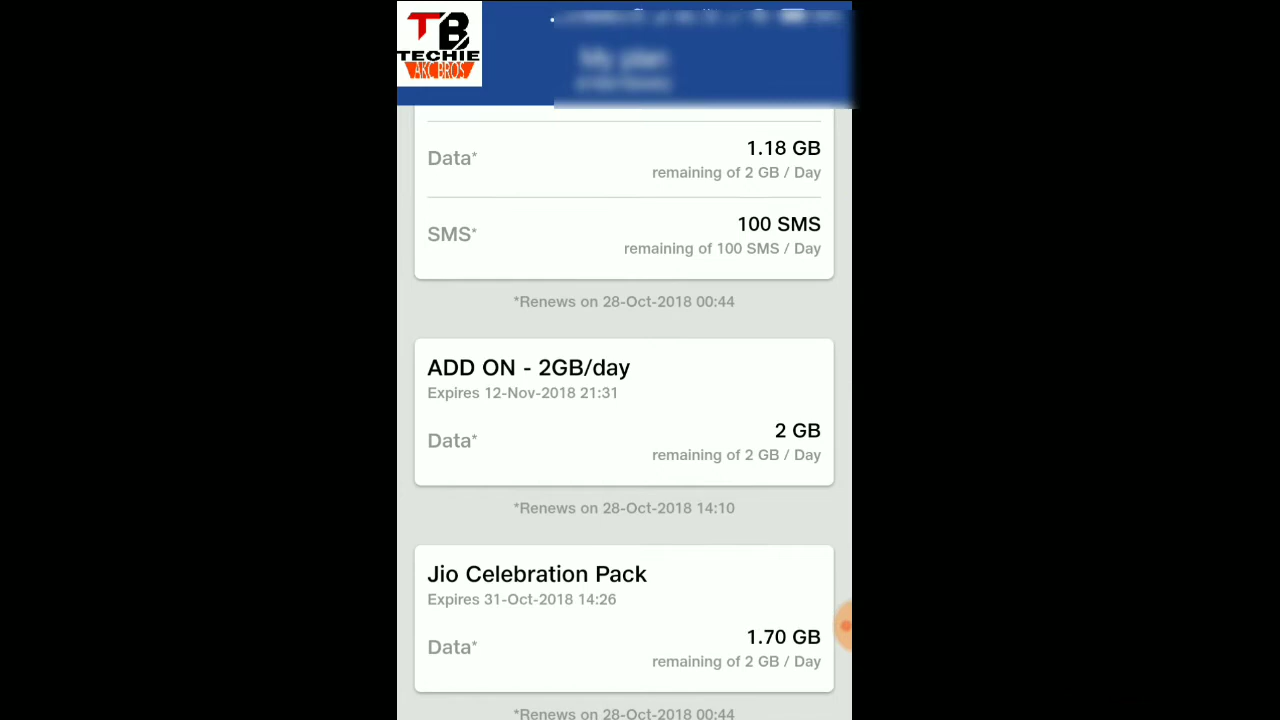 TB
TECHIE
AKC BROS
My plan
Data*
1.18 GB
remaining of 2 GB / Day
SMS*
100 SMS
remaining of 100 SMS / Day
*Renews on 28-Oct-2018 00:44
ADD ON - 2GB/day
Expires 12-Nov-2018 21:31
Data*
2 GB
remaining of 2 GB / Day
*Renews on 28-Oct-2018 14:10
Jio Celebration Pack
Expires 31-Oct-2018 14:26
Data*
1.70 GB
remaining of 2 GB / Day
*Renews on 28-Oct-2018 00:44